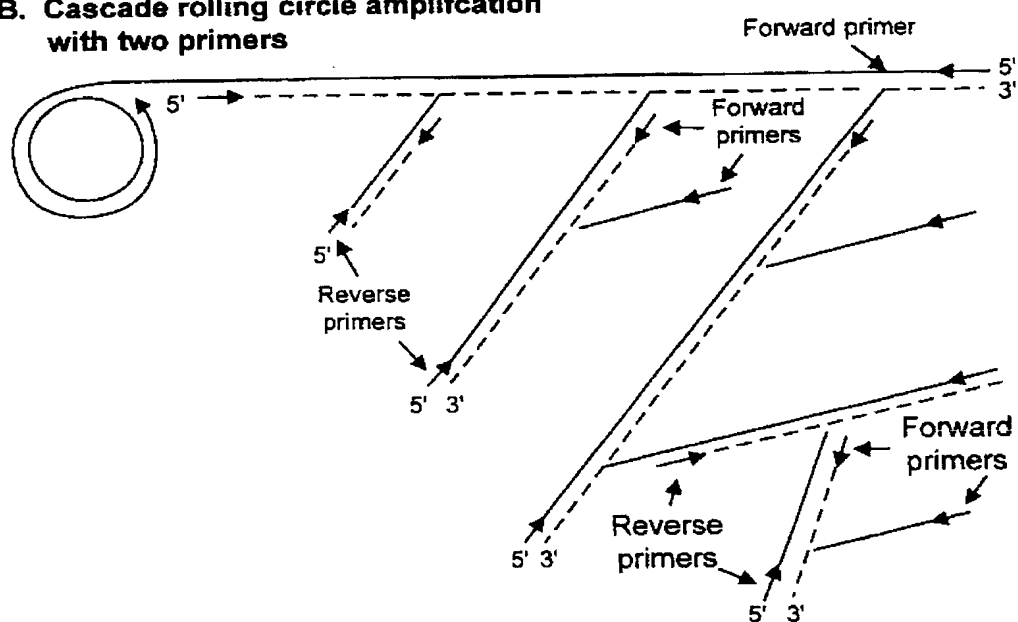 B. Cascade rolling circle amplifcation
with two primers
Forward primer
5'
3'
5'
Forward
primers
5'
Reverse
primers
5' 3'
Forward
primers
Reverse
primers
5' 3'
5' 3'